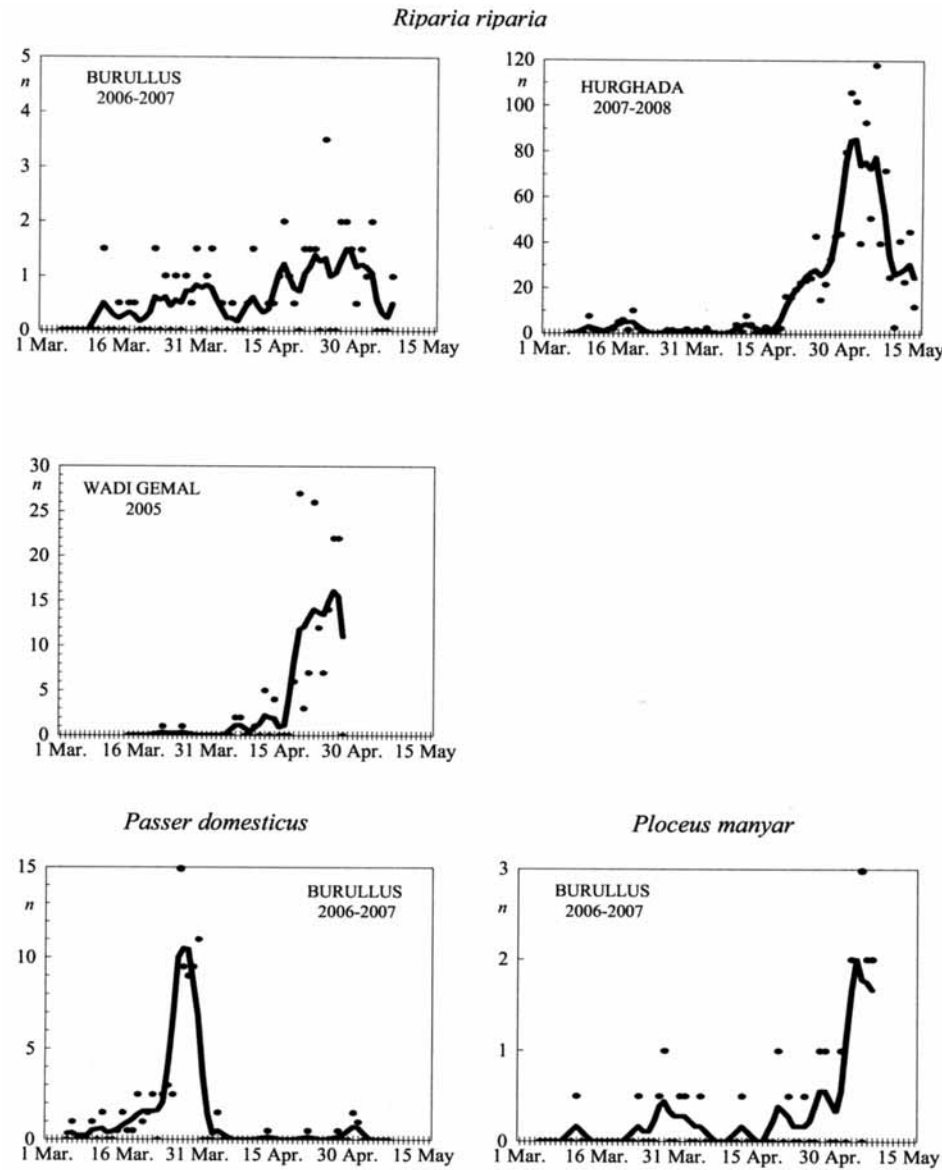 Riparia riparia
5
n
4
3
2
1
0
BURULLUS
2006-2007
1 Mar. 16 Mar. 31 Mar. 15 Apr. 30 Apr. 15 May
120
n
100
80
60
40
20
0
HURGHADA
2007-2008
1 Mar. 16 Mar. 31 Mar. 15 Apr. 30 Apr. 15 May
30
n
25
20
15
10
5
0
WADI GEMAL
2005
1 Mar. 16 Mar. 31 Mar. 15 Apr. 30 Apr. 15 May
Passer domesticus
15
n
10
5
0
BURULLUS
2006-2007
1 Mar. 16 Mar. 31 Mar. 15 Apr. 30 Apr. 15 May
Ploceus manyar
3
n
2
1
0
BURULLUS
2006-2007
1 Mar. 16 Mar. 31 Mar. 15 Apr. 30 Apr. 15 May